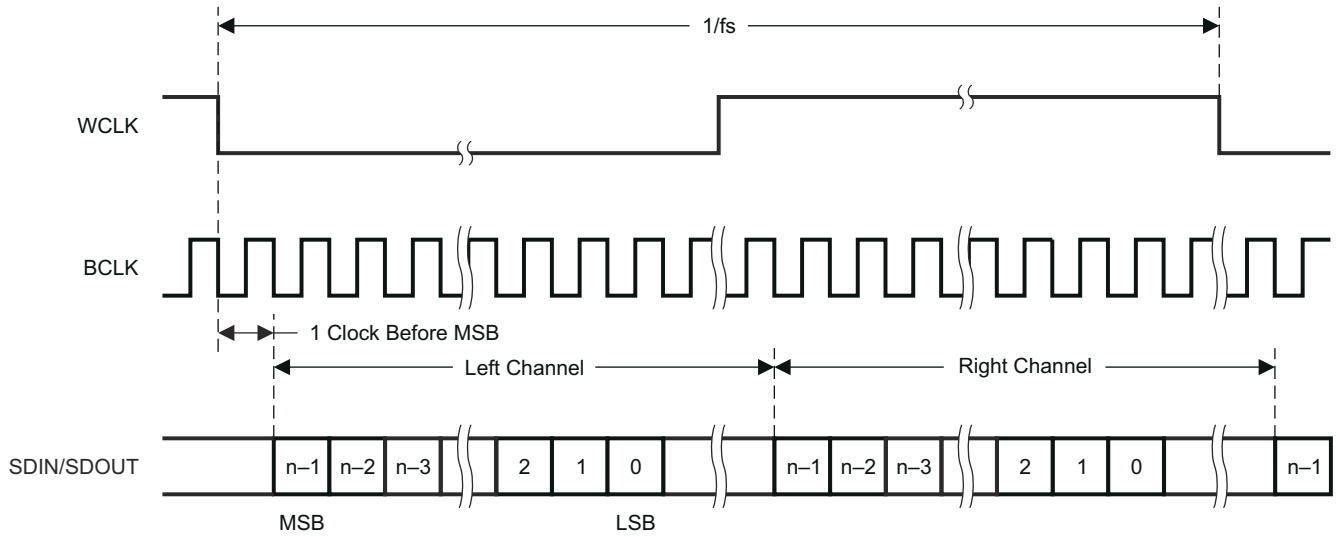 1/fs
WCLK
BCLK
1 Clock Before MSB
Left Channel
Right Channel
SDIN/SDOUT
n–1 n–2 n–3 2 1 0 n–1 n–2 n–3 2 1 0 n–1
MSB LSB